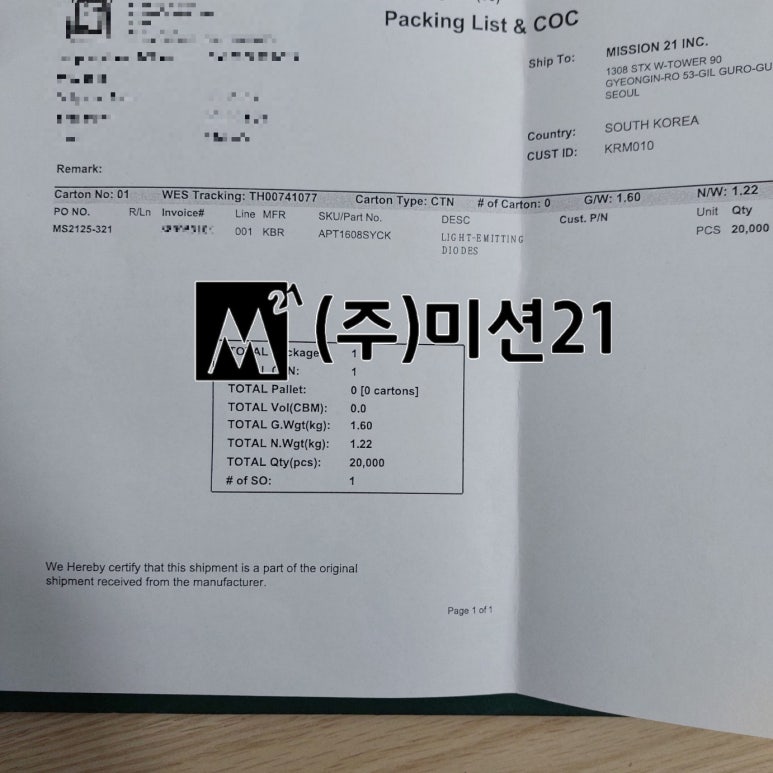 Packing List & COC
Ship To:
MISSION 21 INC.
1308 STX W-TOWER 90
GYEONGIN-RO 53-GIL GURO-GU
SEOUL
Country: SOUTH KOREA
CUST ID: KRM010
Remark:
Carton No: 01 WES Tracking: TH00741077 Carton Type: CTN # of Carton: 0 G/W: 1.60 N/W: 1.22
PO NO. R/Ln Invoice# Line MFR SKU/Part No. DESC Cust. P/N Unit Qty
MS2125-321 001 KBR APT1608SYCK LIGHT-EMITTING PCS 20,000
DIODES
M21 (주)미션21
TOTAL 1
1
TOTAL Pallet: 0 [0 cartons]
TOTAL Vol(CBM): 0.0
TOTAL G.Wgt(kg): 1.60
TOTAL N.Wgt(kg): 1.22
TOTAL Qty(pcs): 20,000
# of SO: 1
We Hereby certify that this shipment is a part of the original
shipment received from the manufacturer.
Page 1 of 1